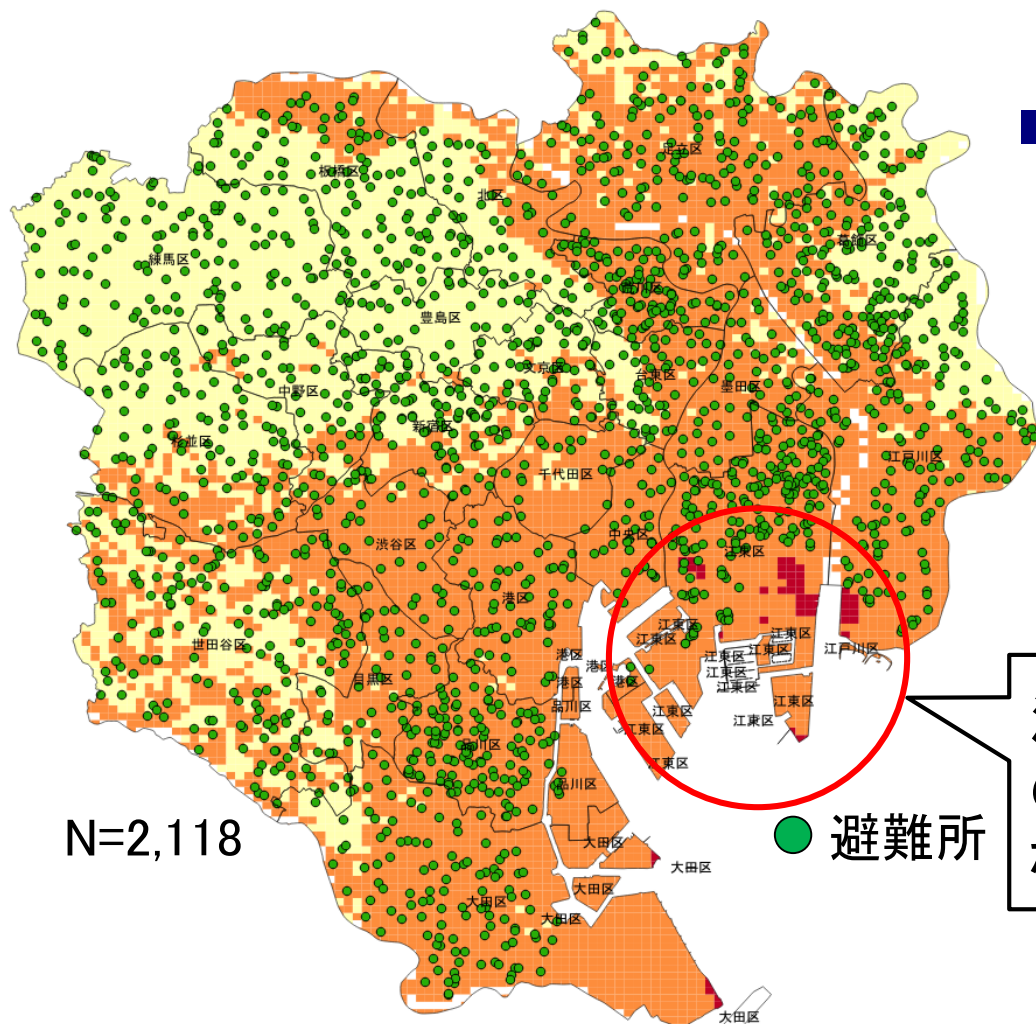 足立区
板橋区
北区
葛飾区
練馬区
荒川区
豊島区
文京区
台東区
墨田区
中野区
新宿区
杉並区
江戸川区
千代田区
中央区
渋谷区
江東区
港区
江東区
江東区
江東区
世田谷区
江東区
江東区
江戸川区
港区
港区
江東区
目黒区
港区
港区
江東区
江東区
品川区
江東区
江東区
江東区
品川区
江東区
品川区
N=2,118
避難所
大田区
大田区
大田区
大田区
大田区
大田区